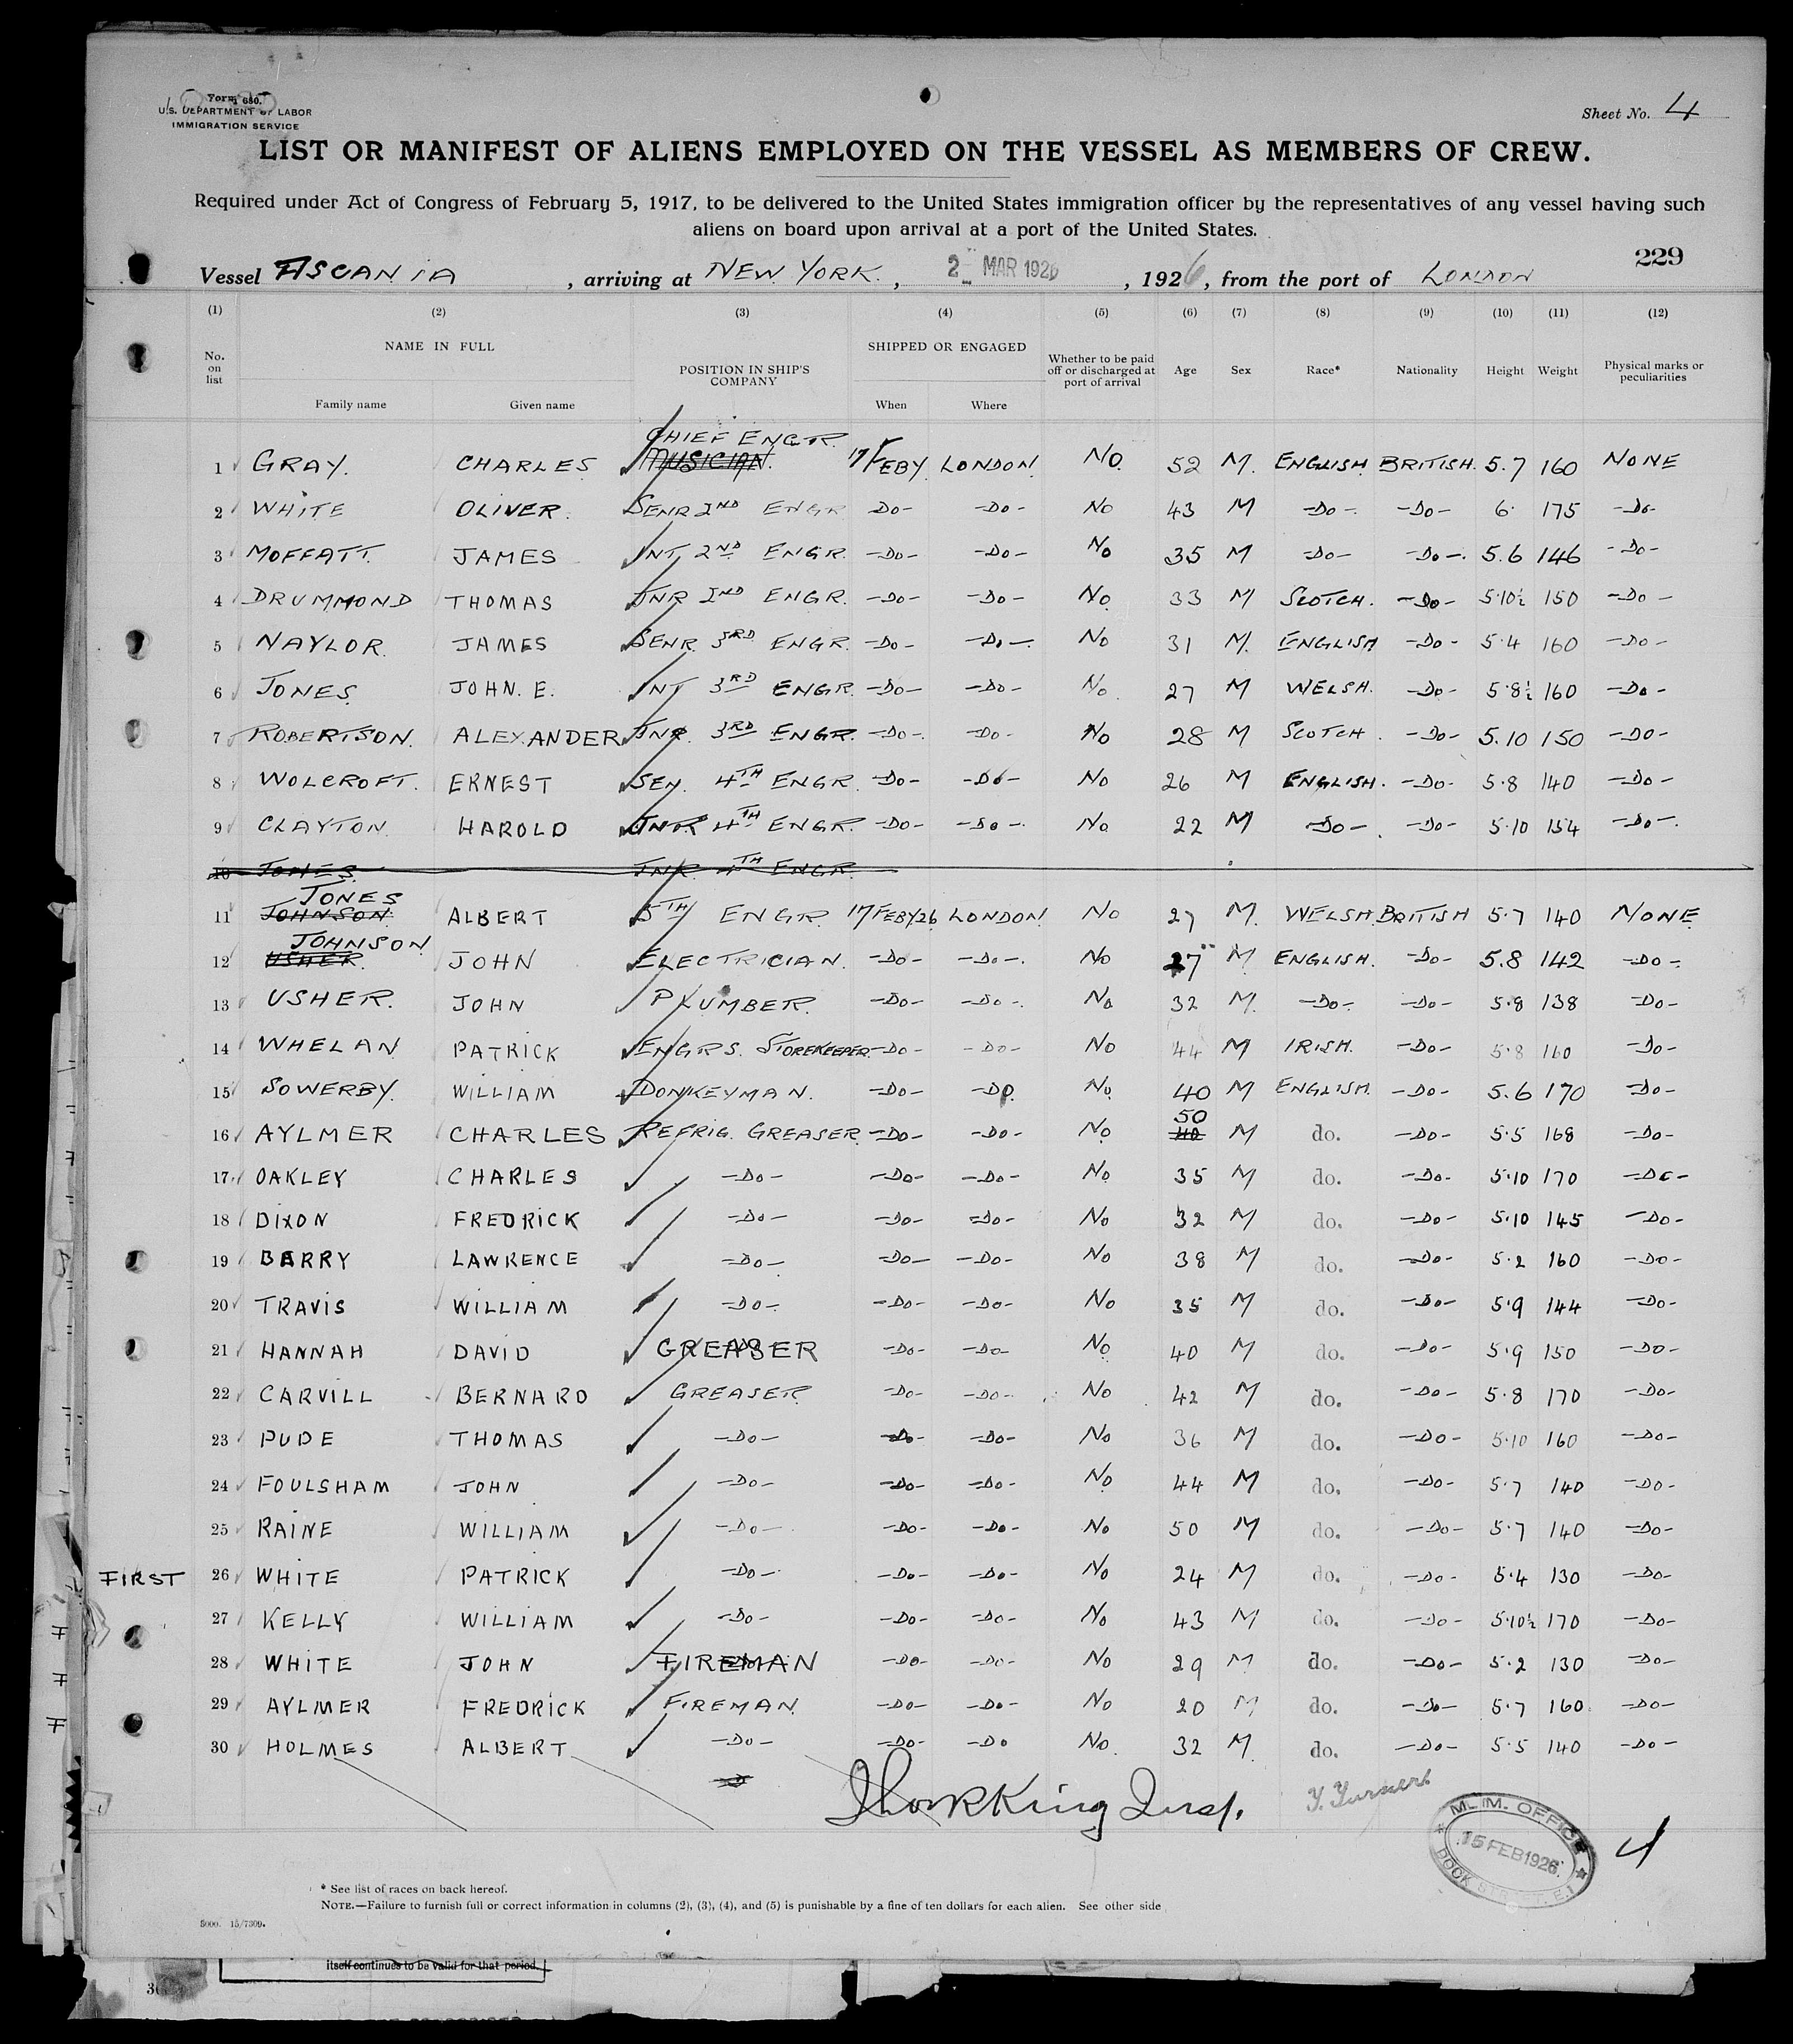 Form 680.
U.S. DEPARTMENT OF LABOR
IMMIGRATION SERVICE
Sheet No. 4
LIST OR MANIFEST OF ALIENS EMPLOYED ON THE VESSEL AS MEMBERS OF CREW.
Required under Act of Congress of February 5, 1917, to be delivered to the United States immigration officer by the representatives of any vessel having such
aliens on board upon arrival at a port of the United States.
229
Vessel ASCANIA, arriving at NEW YORK., 2 MAR 1926, 1926, from the port of LONDON
(1) (2) (3) (4) (5) (6) (7) (8) (9) (10) (11) (12)
No. on list NAME IN FULL Family name Given name POSITION IN SHIP'S COMPANY SHIPPED OR ENGAGED When Where Whether to be paid off or discharged at port of arrival Age Sex Race* Nationality Height Weight Physical marks or peculiarities
CHIEF ENGR.
1 GRAY. CHARLES MUSICIAN. 17 FEBY LONDON No. 52 M. ENGLISH BRITISH. 5.7 160 NONE
2 WHITE OLIVER. SENR 2ND ENGR -Do- -Do- No 43 M -Do- -Do- 6. 175 -Do-
3 MOFFATT. JAMES INT 2ND ENGR. -Do- -Do- No 35 M -Do- -Do-. 5.6 146 -Do-
4 DRUMMOND THOMAS JNR 2ND ENGR. -Do- -Do- No 33 M SCOTCH. -Do- 5.10½ 150 -Do-
5 NAYLOR. JAMES SENR. 3RD ENGR. -Do- -Do-. No 31 M. ENGLISH -Do- 5.4 160 -Do-
6 JONES JOHN. E. INT 3RD ENGR. -Do- -Do- No. 27 M WELSH. -Do- 5.8½ 160 -Do-
7 ROBERTSON. ALEXANDER JNR. 3RD ENGR. -Do-. -Do- No 28 M SCOTCH. -Do- 5.10 150 -Do-
8 WOLCROFT. ERNEST SEN. 4TH ENGR. -Do- -Do- No 26 M ENGLISH. -Do- 5.8 140 -Do-
9 CLAYTON HAROLD JNR 4TH ENGR. -Do- -Do-. No 22 M -Do-. -Do- 5.10 154 -Do-.
10 JONES. JNR. 4TH ENGR.
JONES
11 JOHNSON ALBERT 5TH ENGR 17 FEBY 26 LONDON No 27 M. WELSH. BRITISH 5.7 140 NONE
JOHNSON
12 USHER. JOHN ELECTRICIAN. -Do- -Do-. No 27 M ENGLISH. -Do- 5.8 142 -Do-.
13 USHER. JOHN PLUMBER. -Do- -Do-. No 32 M. -Do-. -Do- 5.8 138 -Do-
14 WHELAN PATRICK ENGRS. STOREKEEPER -Do- -Do- No 44 M IRISH. -Do- 5.8 160 -Do-
15 SOWERBY. WILLIAM DONKEYMAN. -Do- -Do. No 40 M ENGLISH. -Do- 5.6 170 -Do-
50
16 AYLMER CHARLES REFRIG. GREASER -Do- -Do- No 40 M do. -Do- 5.5 168 -Do-
17 OAKLEY CHARLES -Do- -Do- -Do- No 35 M do. -Do- 5.10 170 -Do-
18 DIXON FREDRICK -Do- -Do- -Do- No 32 M do. -Do- 5.10 145 -Do-
19 BERRY LAWRENCE -Do- -Do- -Do- No 38 M do. -Do- 5.2 160 -Do-
20 TRAVIS WILLIAM -Do- -Do- -Do- No 35 M do. -Do- 5.9 144 -Do-
21 HANNAH DAVID GREASER -Do- -Do- No 40 M do. -Do- 5.9 150 -Do-
22 CARVILL BERNARD GREASER -Do- -Do- No 42 M do. -Do- 5.8 170 -Do-
23 PUDE THOMAS -Do- -Do- -Do- No 36 M do. -Do- 5.10 160 -Do-
24 FOULSHAM JOHN -Do- -Do- -Do- No 44 M do. -Do- 5.7 140 -Do-
25 RAINE WILLIAM -Do- -Do- -Do- No 50 M do. -Do- 5.7 140 -Do-
FIRST 26 WHITE PATRICK -Do- -Do- -Do- No 24 M do. -Do- 5.4 130 -Do-
27 KELLY WILLIAM -Do- -Do- -Do- No 43 M do. -Do- 5.10½ 170 -Do-
28 WHITE JOHN FIREMAN -Do- -Do- No 29 M do. -Do- 5.2 130 -Do-
29 AYLMER FREDRICK FIREMAN -Do- -Do- No 20 M do. -Do- 5.7 160 -Do-
30 HOLMES ALBERT -Do- -Do- -Do No. 32 M. do. -Do- 5.5 140 -Do-
King Insp.
M.M. OFFICE
15 FEB 1926
DOCK E.1
4
* See list of races on back hereof.
NOTE.—Failure to furnish full or correct information in columns (2), (3), (4), and (5) is punishable by a fine of ten dollars for each alien. See other side
5000. 15/7309.
itself continues to be valid for that period.